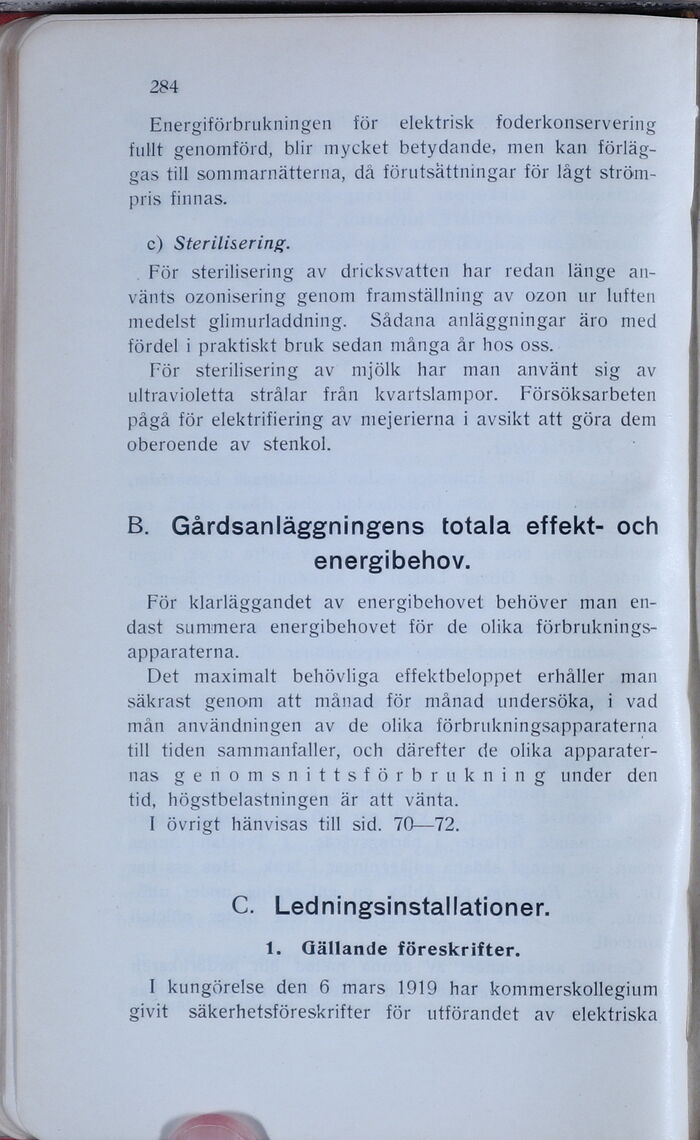 284
Energiförbrukningen för elektrisk foderkonservering
fullt genomförd, blir mycket betydande, men kan förläg-
gas till sommarnätterna, då förutsättningar för lågt ström-
pris finnas.
c) Sterilisering.
För sterilisering av dricksvatten har redan länge an-
vänts ozonisering genom framställning av ozon ur luften
medelst glimurladdning. Sådana anläggningar äro med
fördel i praktiskt bruk sedan många år hos oss.
För sterilisering av mjölk har man använt sig av
ultravioletta strålar från kvartslampor. Försöksarbeten
pågå för elektrifiering av mejerierna i avsikt att göra dem
oberoende av stenkol.
B. Gårdsanläggningens totala effekt- och
energibehov.
För klarläggandet av energibehovet behöver man en-
dast summera energibehovet för de olika förbruknings-
apparaterna.
Det maximalt behövliga effektbeloppet erhåller man
säkrast genom att månad för månad undersöka, i vad
mån användningen av de olika förbrukningsapparaterna
till tiden sammanfaller, och därefter de olika apparater-
nas genomsnittsförbrukning under den
tid, högstbelastningen är att vänta.
I övrigt hänvisas till sid. 70—72.
C. Ledningsinstallationer.
1. Gällande föreskrifter.
I kungörelse den 6 mars 1919 har kommerskollegium
givit säkerhetsföreskrifter för utförandet av elektriska